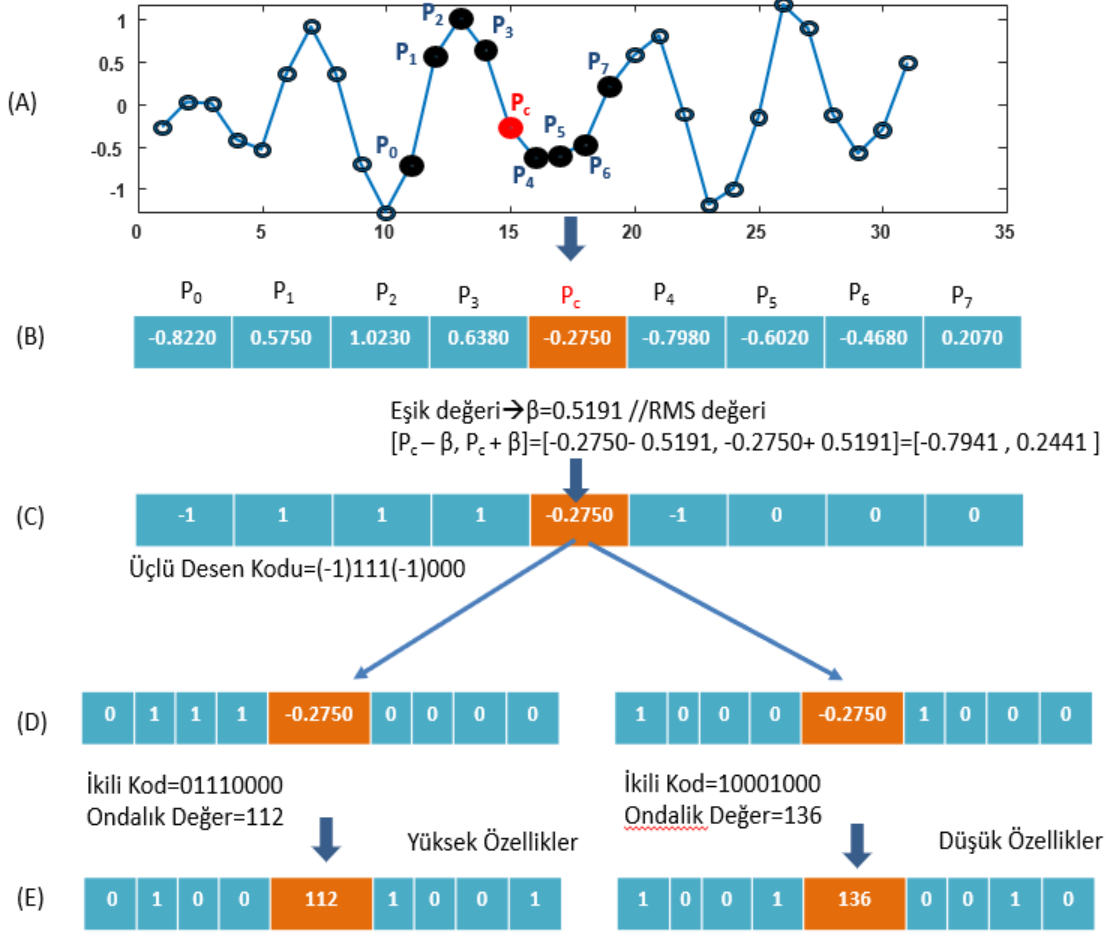 (A)
1
0.5
0
-0.5
-1
P₀
P₁
P₂
P₃
P꜀
P₄
P₅
P₆
P₇
0 5 10 15 20 25 30 35
P₀ P₁ P₂ P₃ P꜀ P₄ P₅ P₆ P₇
(B) -0.8220 0.5750 1.0230 0.6380 -0.2750 -0.7980 -0.6020 -0.4680 0.2070
Eşik değeri→β=0.5191 //RMS değeri
[P꜀ – β, P꜀ + β]=[-0.2750- 0.5191, -0.2750+ 0.5191]=[-0.7941 , 0.2441 ]
(C) -1 1 1 1 -0.2750 -1 0 0 0
Üçlü Desen Kodu=(-1)111(-1)000
(D) 0 1 1 1 -0.2750 0 0 0 0
1 0 0 0 -0.2750 1 0 0 0
İkili Kod=01110000
Ondalık Değer=112
İkili Kod=10001000
Ondalik Değer=136
Yüksek Özellikler
Düşük Özellikler
(E) 0 1 0 0 112 1 0 0 1
1 0 0 1 136 0 0 1 0